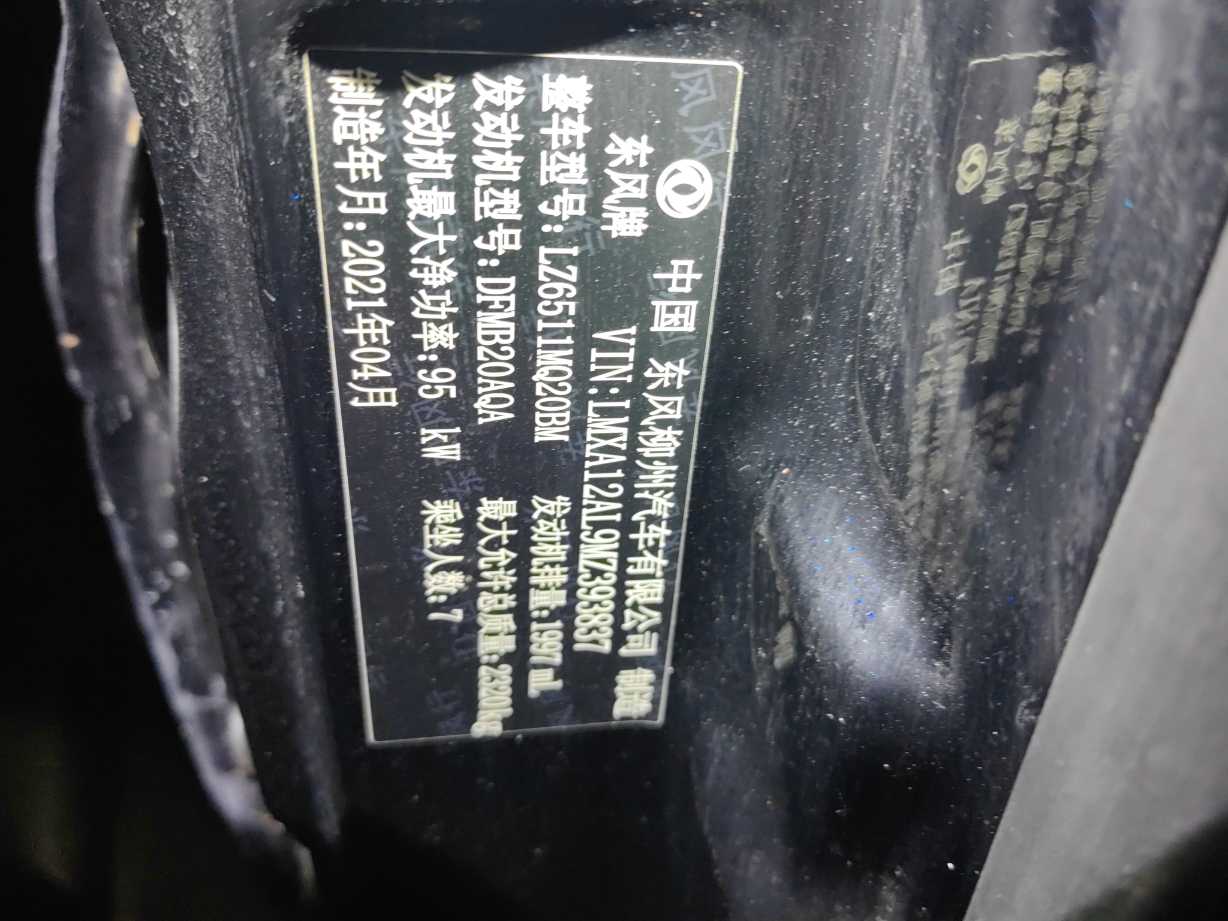 中国 东风柳州汽车有限公司 制造
东风牌 VIN:LMXA12AL9MZ393837
整车型号:LZ6511MQ20BM 发动机排量:1997 mL
发动机型号:DFMB20AQA 最大允许总质量:2320kg
发动机最大净功率:95 kW 乘坐人数:7
制造年月:2021年04月